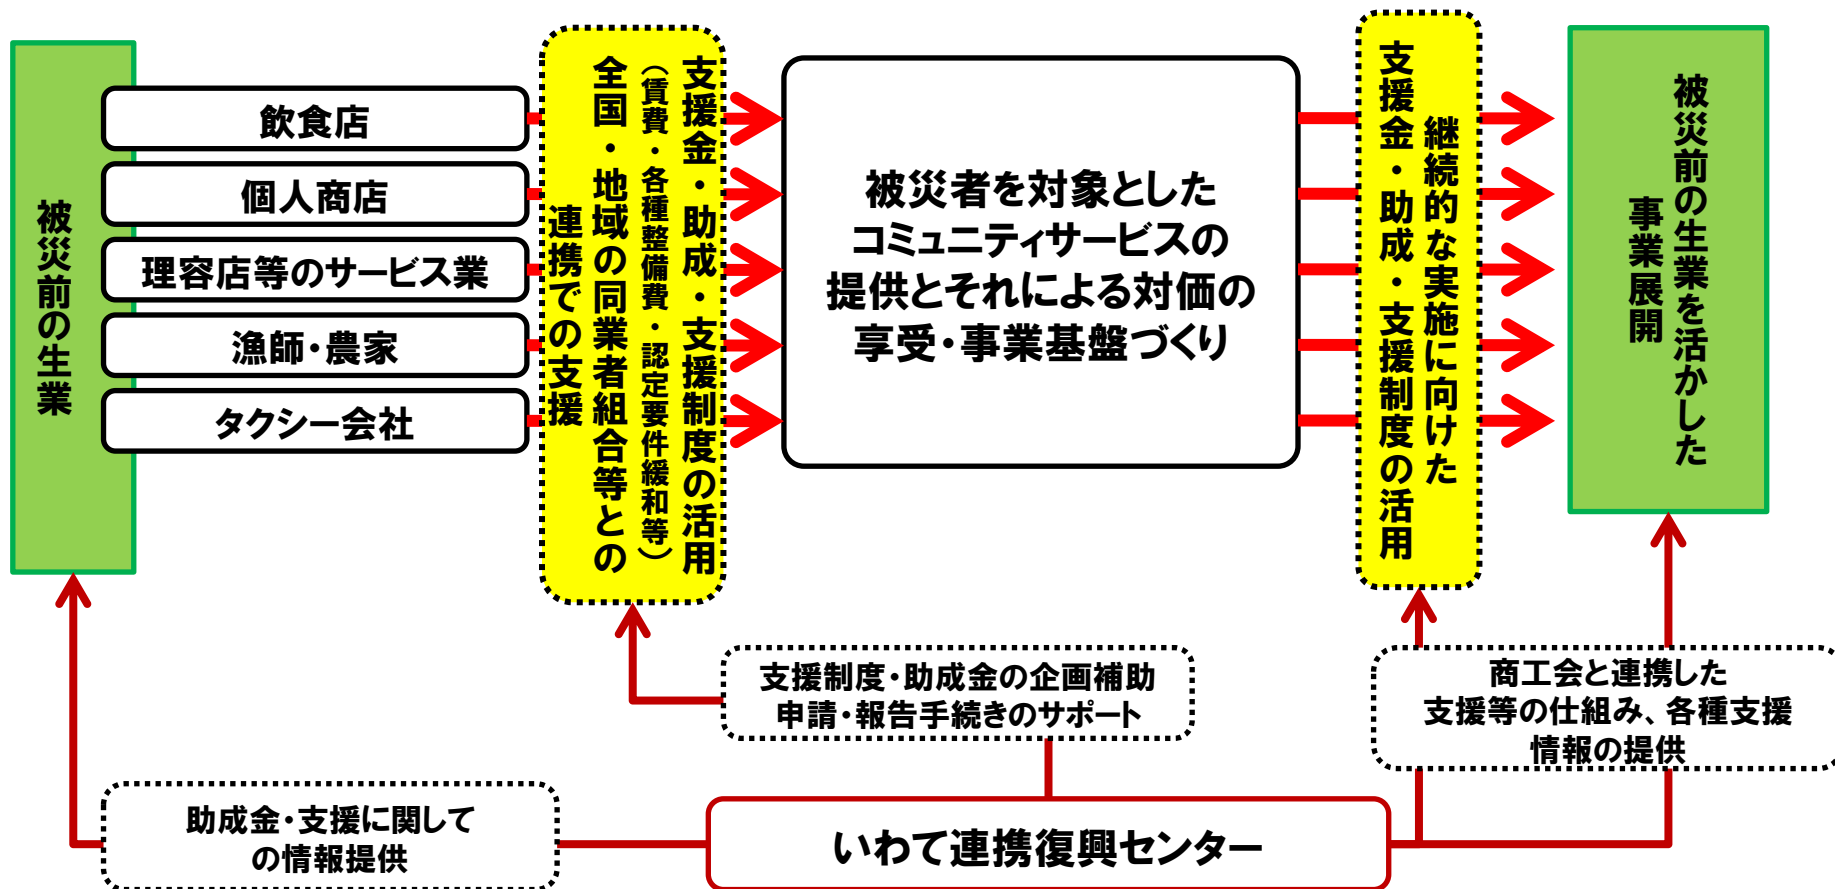 被災前の生業
飲食店
個人商店
理容店等のサービス業
漁師・農家
タクシー会社
支援金・助成・支援制度の活用
（賃費・各種整備費・認定要件緩和等）
全国・地域の同業者組合等との
連携での支援
被災者を対象とした
コミュニティサービスの
提供とそれによる対価の
享受・事業基盤づくり
継続的な実施に向けた
支援金・助成・支援制度の活用
被災前の生業を活かした
事業展開
支援制度・助成金の企画補助
申請・報告手続きのサポート
商工会と連携した
支援等の仕組み、各種支援
情報の提供
助成金・支援に関して
の情報提供
いわて連携復興センター